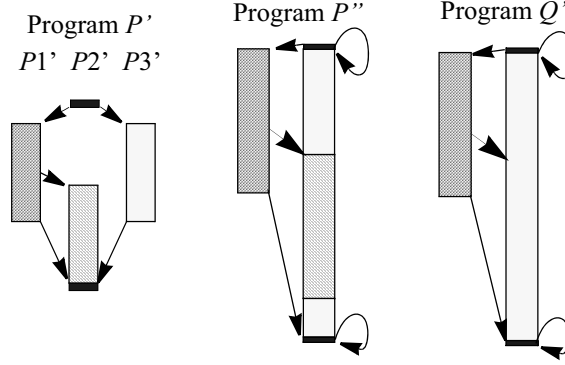 Program P’ Program P’’ Program Q’
P1’ P2’ P3’